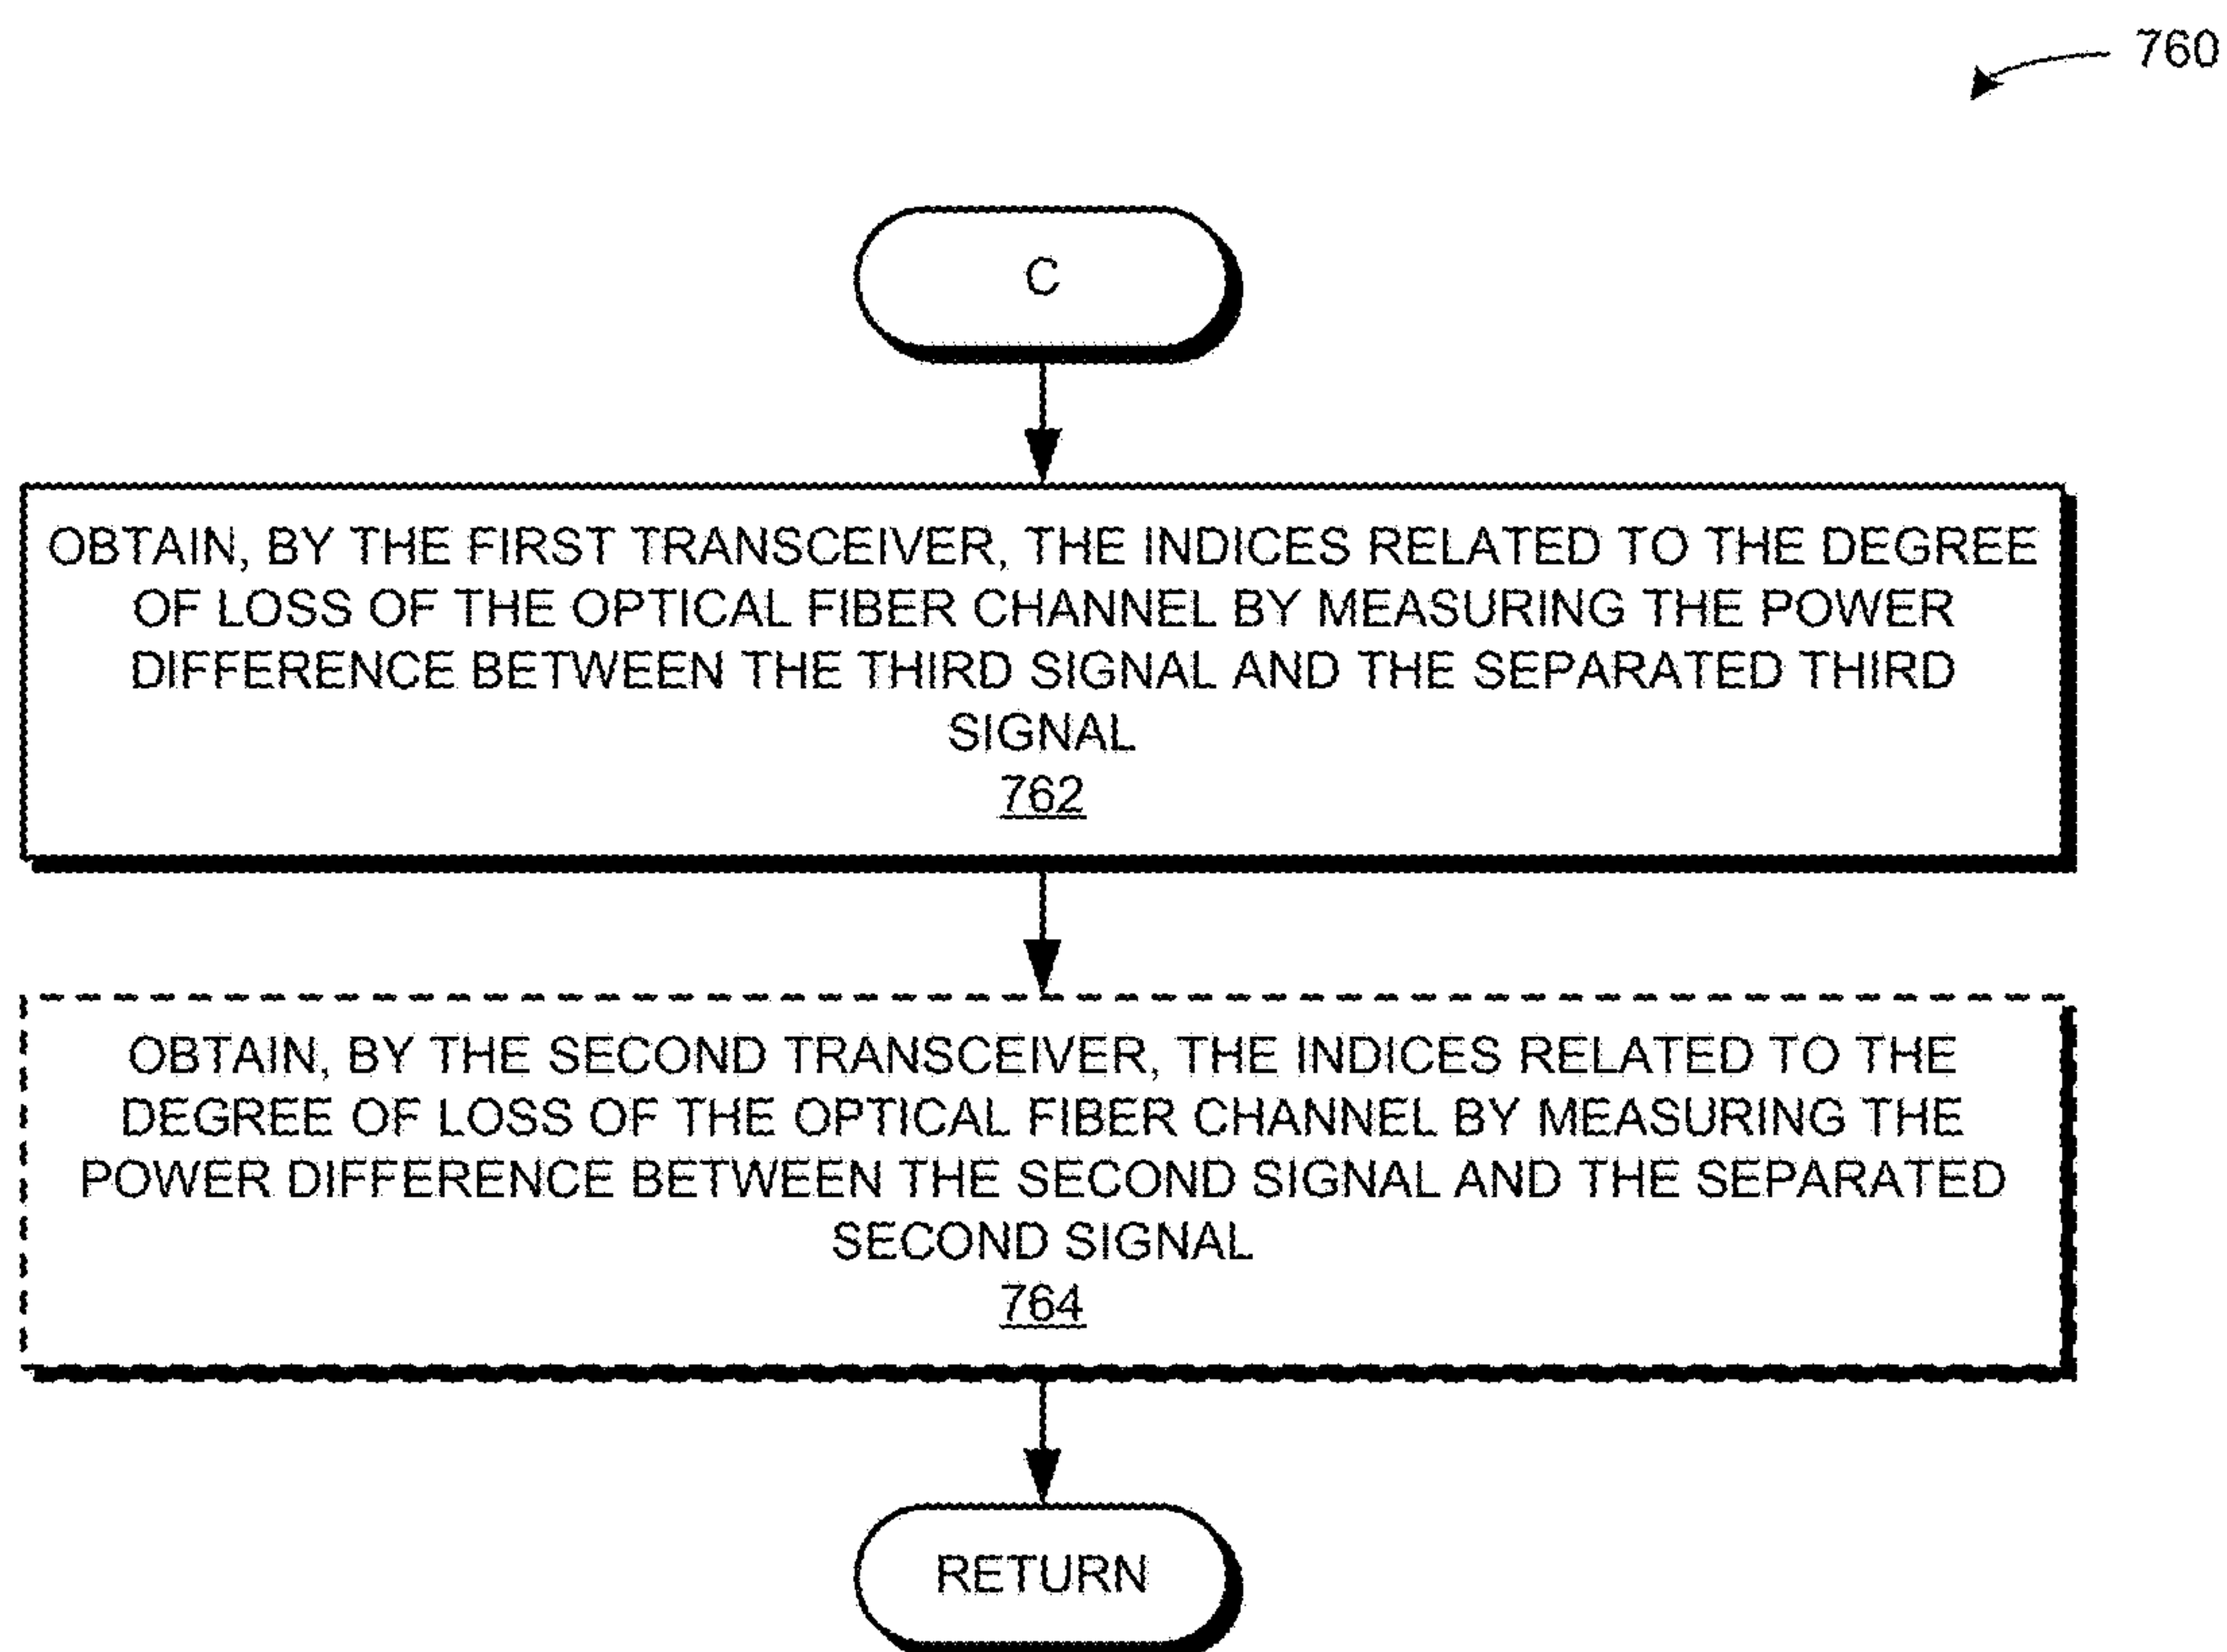 760
C
OBTAIN, BY THE FIRST TRANSCEIVER, THE INDICES RELATED TO THE DEGREE
OF LOSS OF THE OPTICAL FIBER CHANNEL BY MEASURING THE POWER
DIFFERENCE BETWEEN THE THIRD SIGNAL AND THE SEPARATED THIRD
SIGNAL
762
OBTAIN, BY THE SECOND TRANSCEIVER, THE INDICES RELATED TO THE
DEGREE OF LOSS OF THE OPTICAL FIBER CHANNEL BY MEASURING THE
POWER DIFFERENCE BETWEEN THE SECOND SIGNAL AND THE SEPARATED
SECOND SIGNAL
764
RETURN